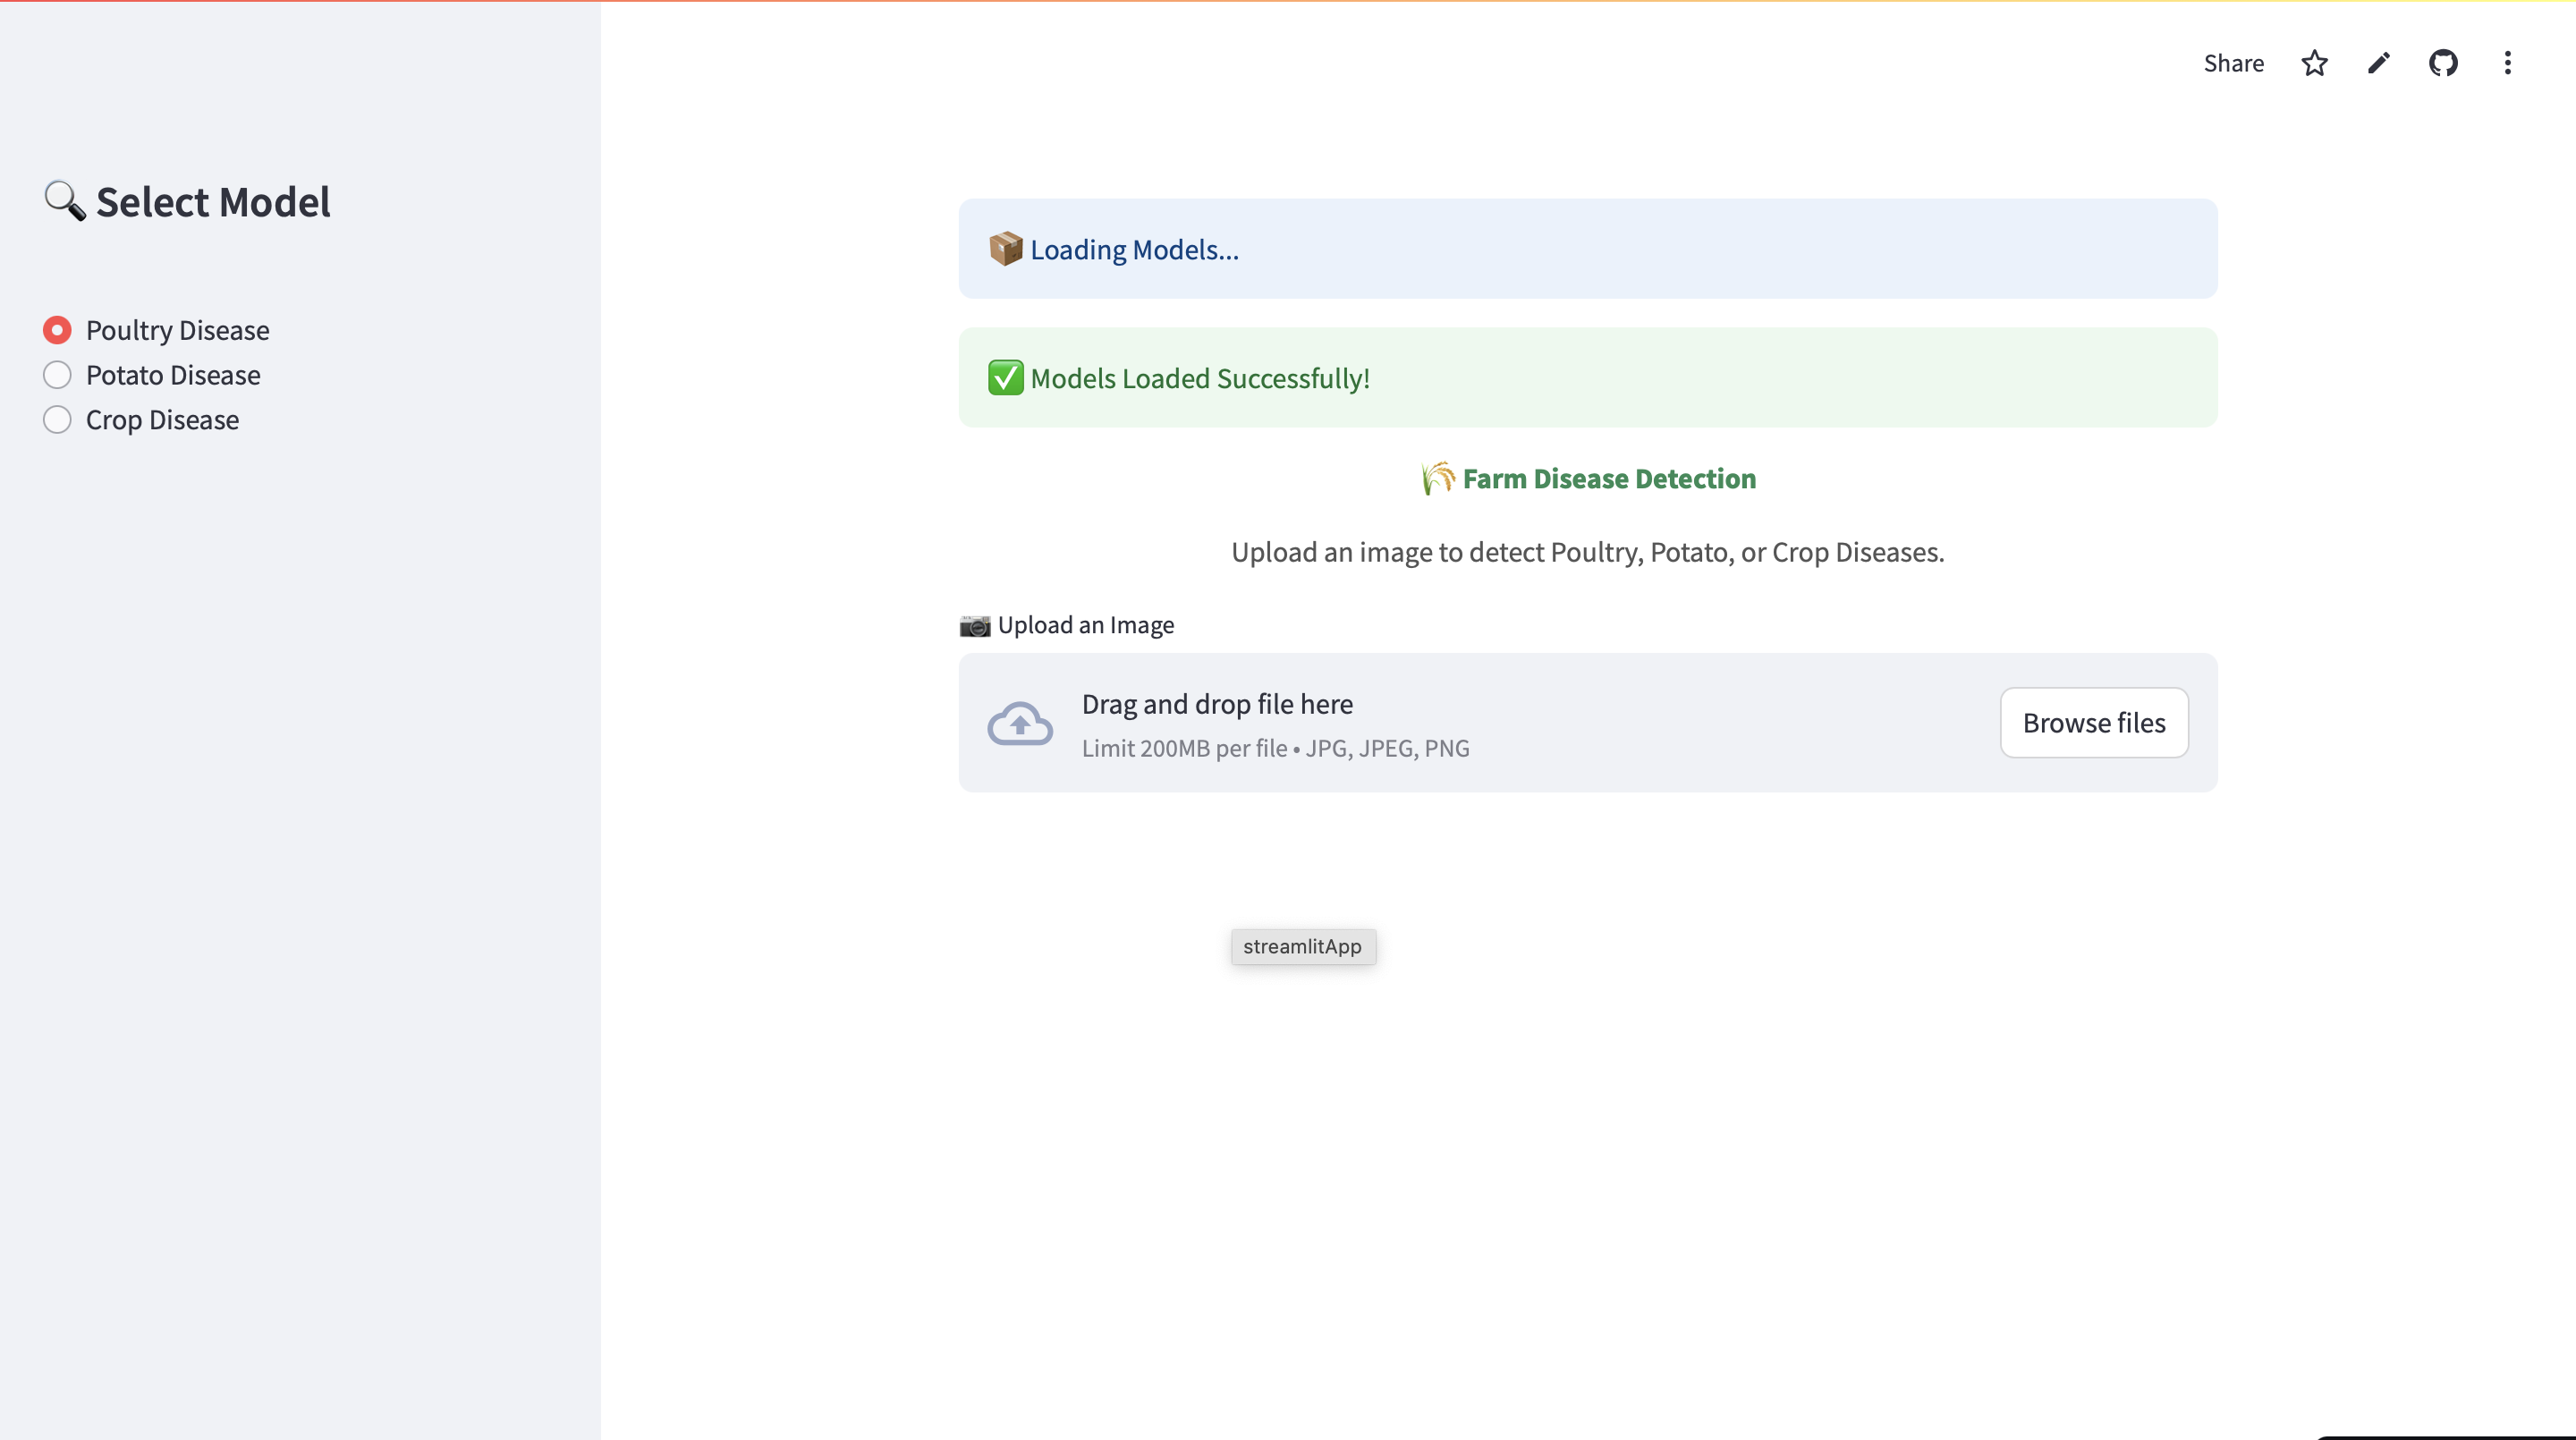 Share
🔍 Select Model
Poultry Disease
Potato Disease
Crop Disease
📦 Loading Models...
✅ Models Loaded Successfully!
🌾 Farm Disease Detection
Upload an image to detect Poultry, Potato, or Crop Diseases.
📷 Upload an Image
Drag and drop file here
Limit 200MB per file • JPG, JPEG, PNG
Browse files
streamlitApp